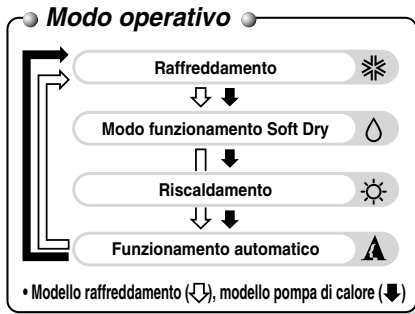 Modo operativo
Raffreddamento
Modo funzionamento Soft Dry
Riscaldamento
Funzionamento automatico
• Modello raffreddamento (⇩), modello pompa di calore (⬇)